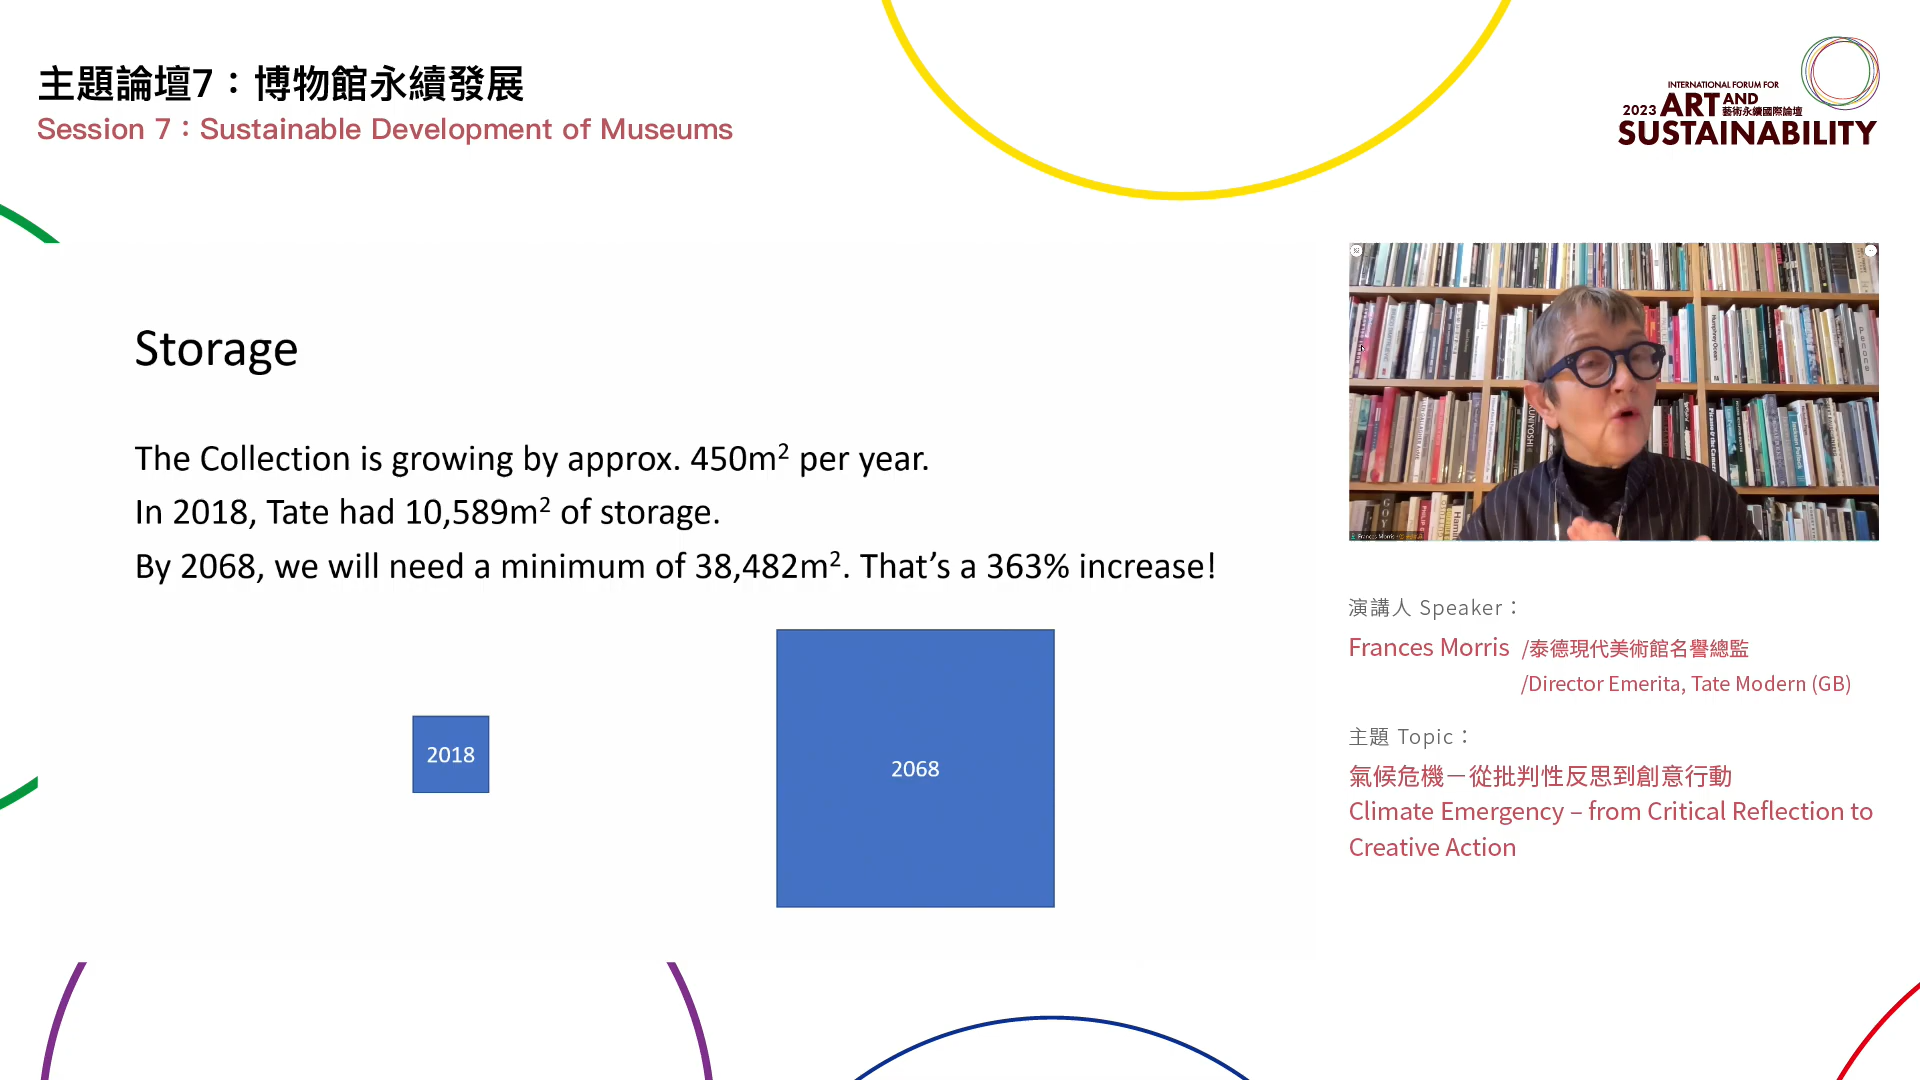 主題論壇7：博物館永續發展
Session 7：Sustainable Development of Museums
INTERNATIONAL FORUM FOR
2023 ART AND
藝術永續國際論壇
SUSTAINABILITY
Storage
The Collection is growing by approx. 450m² per year.
In 2018, Tate had 10,589m² of storage.
By 2068, we will need a minimum of 38,482m². That’s a 363% increase!
2018
2068
Frances Morris
演講人 Speaker：
Frances Morris /泰德現代美術館名譽總監
/Director Emerita, Tate Modern (GB)
主題 Topic：
氣候危機－從批判性反思到創意行動
Climate Emergency – from Critical Reflection to
Creative Action